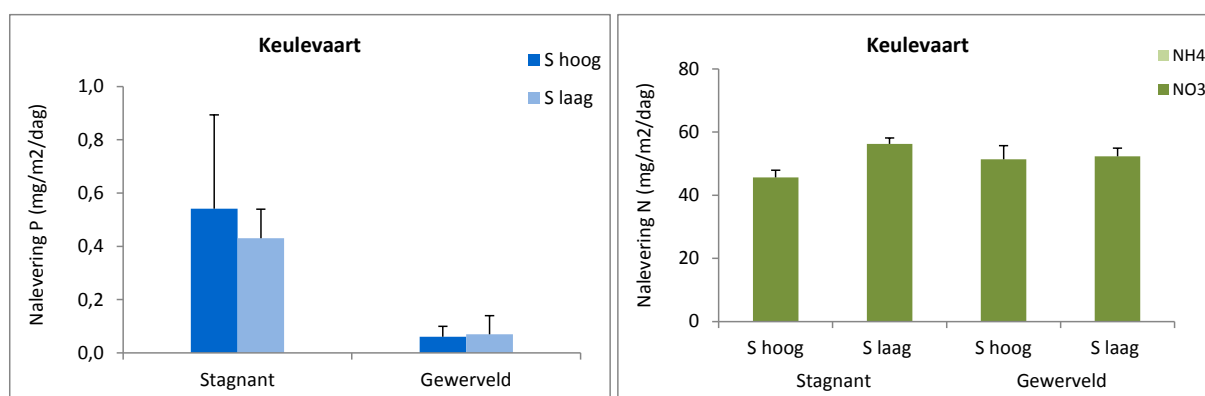 Keulevaart
S hoog
S laag
Nalevering P (mg/m2/dag)
1,0
0,8
0,6
0,4
0,2
0,0
Stagnant Gewerveld
Keulevaart
NH4
NO3
Nalevering N (mg/m2/dag)
80
60
40
20
0
S hoog S laag S hoog S laag
Stagnant Gewerveld